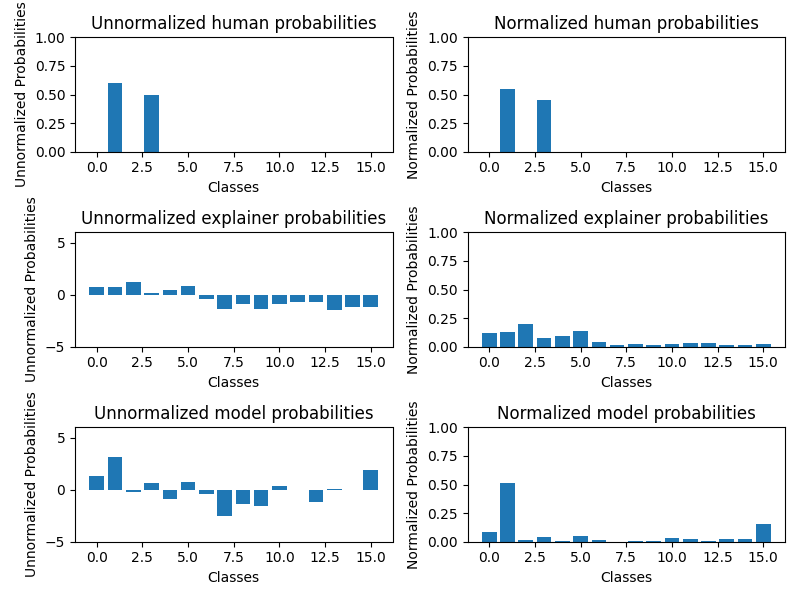 Unnormalized human probabilities
Unnormalized Probabilities
1.00
0.75
0.50
0.25
0.00
0.0 2.5 5.0 7.5 10.0 12.5 15.0
Classes
Normalized human probabilities
Normalized Probabilities
1.00
0.75
0.50
0.25
0.00
0.0 2.5 5.0 7.5 10.0 12.5 15.0
Classes
Unnormalized explainer probabilities
Unnormalized Probabilities
5
0
−5
0.0 2.5 5.0 7.5 10.0 12.5 15.0
Classes
Normalized explainer probabilities
Normalized Probabilities
1.00
0.75
0.50
0.25
0.00
0.0 2.5 5.0 7.5 10.0 12.5 15.0
Classes
Unnormalized model probabilities
Unnormalized Probabilities
5
0
−5
0.0 2.5 5.0 7.5 10.0 12.5 15.0
Classes
Normalized model probabilities
Normalized Probabilities
1.00
0.75
0.50
0.25
0.00
0.0 2.5 5.0 7.5 10.0 12.5 15.0
Classes